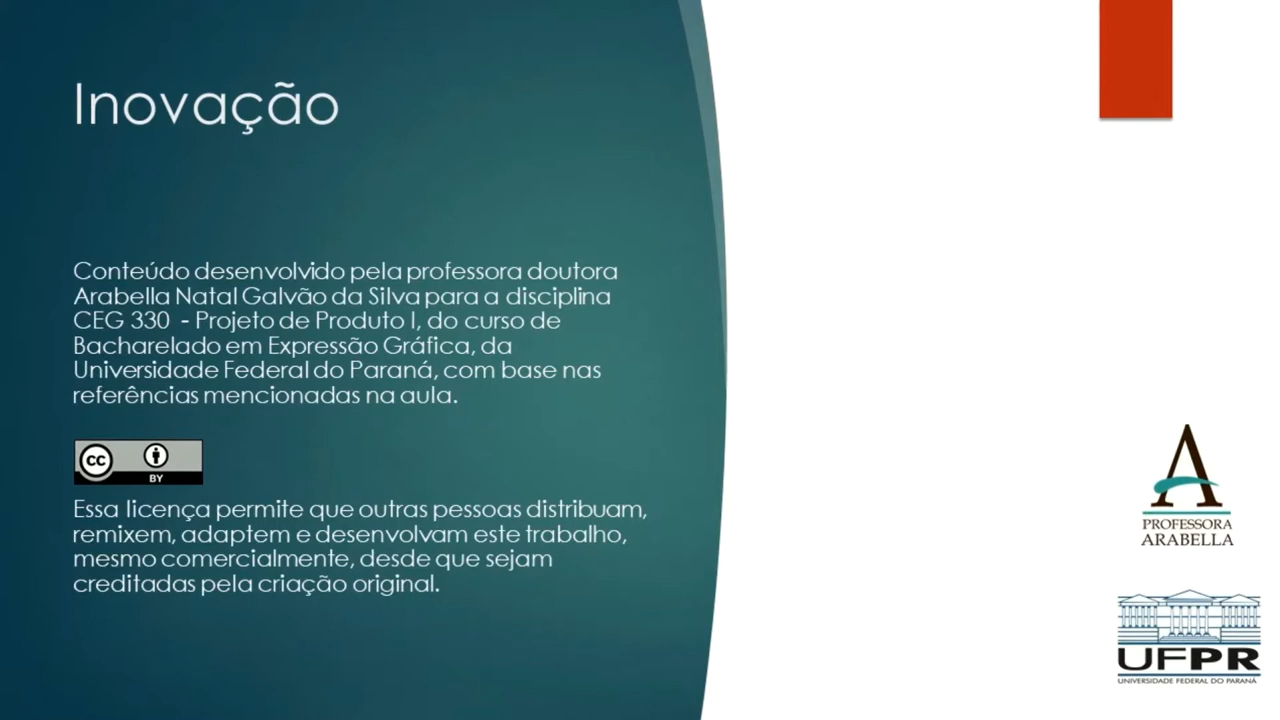 Inovação
Conteúdo desenvolvido pela professora doutora
Arabella Natal Galvão da Silva para a disciplina
CEG 330 - Projeto de Produto I, do curso de
Bacharelado em Expressão Gráfica, da
Universidade Federal do Paraná, com base nas
referências mencionadas na aula.
cc
BY
Essa licença permite que outras pessoas distribuam,
remixem, adaptem e desenvolvam este trabalho,
mesmo comercialmente, desde que sejam
creditadas pela criação original.
A
PROFESSORA
ARABELLA
UFPR
UNIVERSIDADE FEDERAL DO PARANÁ